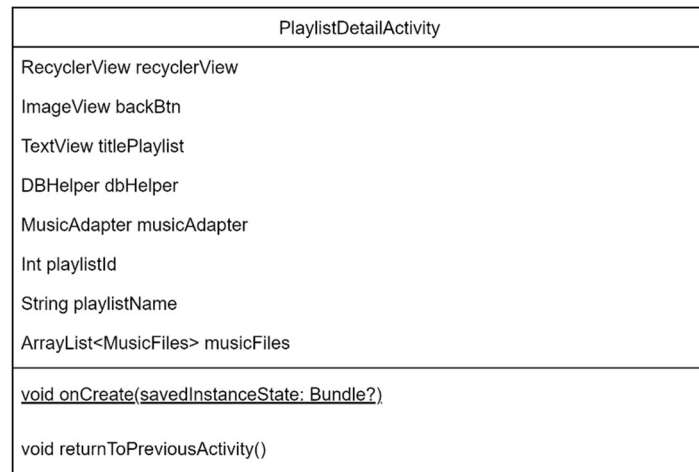 PlaylistDetailActivity
RecyclerView recyclerView
ImageView backBtn
TextView titlePlaylist
DBHelper dbHelper
MusicAdapter musicAdapter
Int playlistId
String playlistName
ArrayList<MusicFiles> musicFiles
void onCreate(savedInstanceState: Bundle?)
void returnToPreviousActivity()